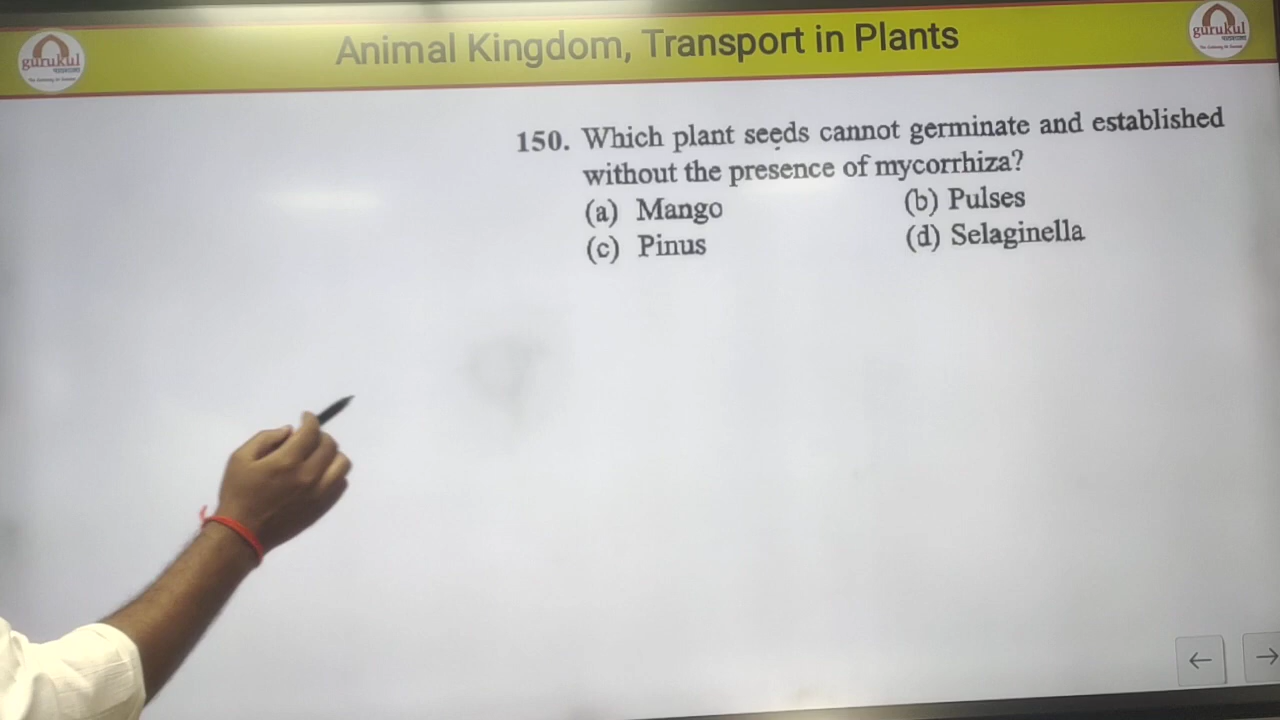 gurukul
Animal Kingdom, Transport in Plants
gurukul
150. Which plant seeds cannot germinate and established
without the presence of mycorrhiza?
(a) Mango (b) Pulses
(c) Pinus (d) Selaginella